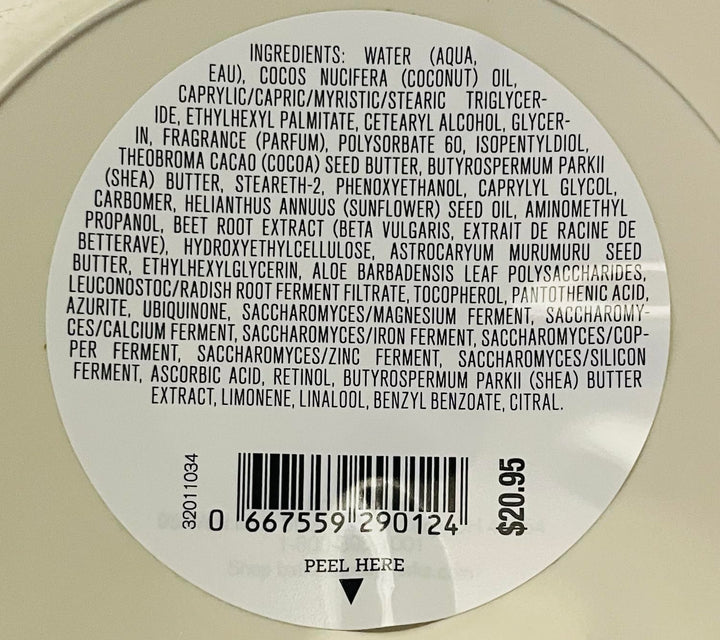 INGREDIENTS: WATER (AQUA,
EAU), COCOS NUCIFERA (COCONUT) OIL,
CAPRYLIC/CAPRIC/MYRISTIC/STEARIC TRIGLYCER-
IDE, ETHYLHEXYL PALMITATE, CETEARYL ALCOHOL, GLYCER-
IN, FRAGRANCE (PARFUM), POLYSORBATE 60, ISOPENTYLDIOL,
THEOBROMA CACAO (COCOA) SEED BUTTER, BUTYROSPERMUM PARKII
(SHEA) BUTTER, STEARETH-2, PHENOXYETHANOL, CAPRYLYL GLYCOL,
CARBOMER, HELIANTHUS ANNUUS (SUNFLOWER) SEED OIL, AMINOMETHYL
PROPANOL, BEET ROOT EXTRACT (BETA VULGARIS, EXTRAIT DE RACINE DE
BETTERAVE), HYDROXYETHYLCELLULOSE, ASTROCARYUM MURUMURU SEED
BUTTER, ETHYLHEXYLGLYCERIN, ALOE BARBADENSIS LEAF POLYSACCHARIDES,
LEUCONOSTOC/RADISH ROOT FERMENT FILTRATE, TOCOPHEROL, PANTOTHENIC ACID,
AZURITE, UBIQUINONE, SACCHAROMYCES/MAGNESIUM FERMENT, SACCHAROMY-
CES/CALCIUM FERMENT, SACCHAROMYCES/IRON FERMENT, SACCHAROMYCES/COP-
PER FERMENT, SACCHAROMYCES/ZINC FERMENT, SACCHAROMYCES/SILICON
FERMENT, ASCORBIC ACID, RETINOL, BUTYROSPERMUM PARKII (SHEA) BUTTER
EXTRACT, LIMONENE, LINALOOL, BENZYL BENZOATE, CITRAL.
32011034
0 667559 290124
$20.95
PEEL HERE